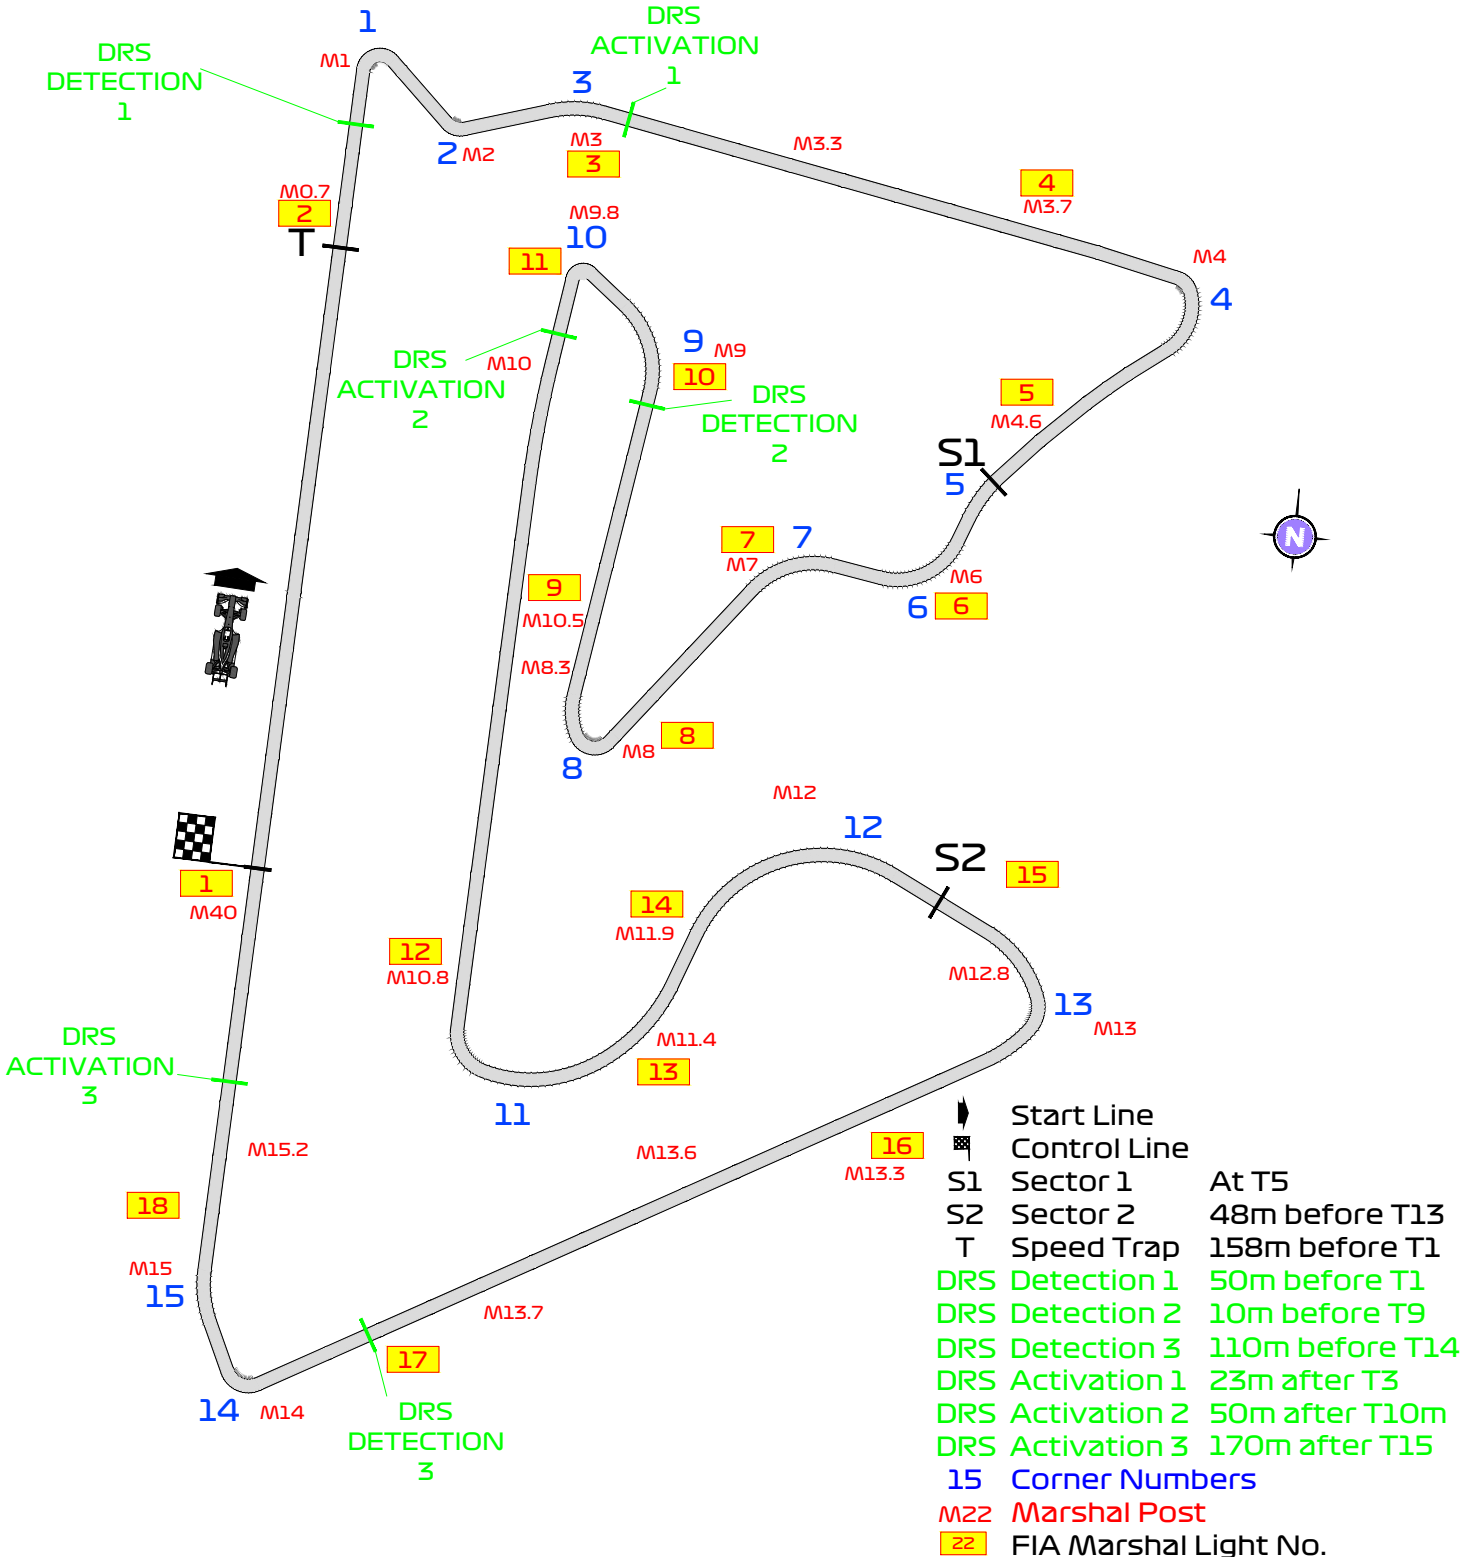 1
DRS
DETECTION
1
M1
DRS
ACTIVATION
1
3
2
M2
M3
3
M3.3
4
M3.7
M4
4
M0.7
2
T
M9.8
10
11
DRS
ACTIVATION
2
M10
9
M9
10
DRS
DETECTION
2
5
M4.6
S1
5
N
7
M7
7
M6
6
6
9
M10.5
M8.3
8
M8
8
M12
12
S2
15
1
M40
14
M11.9
12
M10.8
M12.8
13
M13
M11.4
13
11
DRS
ACTIVATION
3
M15.2
18
M15
15
M13.6
16
M13.3
M13.7
17
14
M14
DRS
DETECTION
3
Start Line
Control Line
S1 Sector 1 At T5
S2 Sector 2 48m before T13
T Speed Trap 158m before T1
DRS Detection 1 50m before T1
DRS Detection 2 10m before T9
DRS Detection 3 110m before T14
DRS Activation 1 23m after T3
DRS Activation 2 50m after T10m
DRS Activation 3 170m after T15
15 Corner Numbers
M22 Marshal Post
22 FIA Marshal Light No.